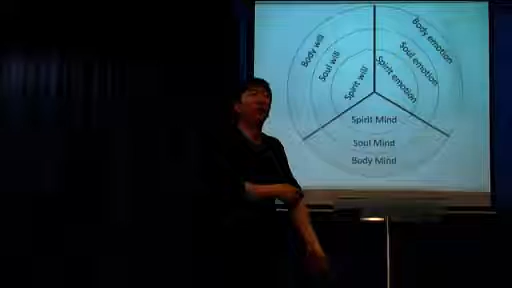 Body will
Soul will
Spirit will
Body emotion
Soul emotion
Spirit emotion
Spirit Mind
Soul Mind
Body Mind